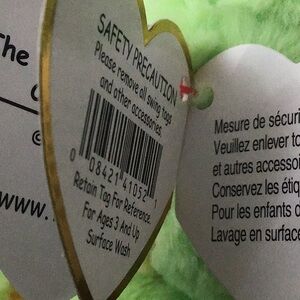 The
©
www.
SAFETY PRECAUTION
Please remove all swing tags
and other accessories.
0 08421 41052 1
Retain Tag For Reference.
For Ages 3 And Up
Surface Wash
Mesure de sécuri
Veuillez enlever to
et autres accessoi
Conservez les étiq
Pour les enfants d
Lavage en surface